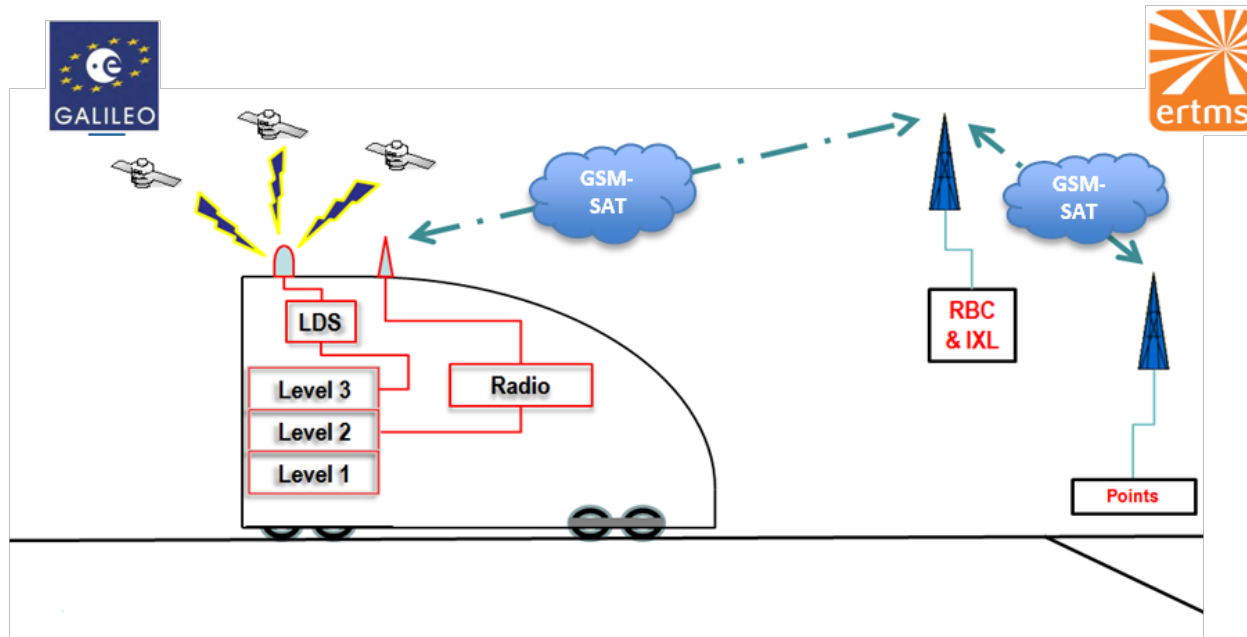 GALILEO
ertms
GSM-
SAT
GSM-
SAT
LDS
RBC
& IXL
Level 3
Radio
Level 2
Level 1
Points